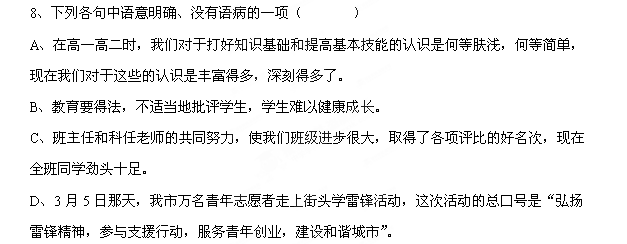 8、下列各句中语意明确、没有语病的一项（　　　）
A、在高一高二时，我们对于打好知识基础和提高基本技能的认识是何等肤浅，何等简单，
现在我们对于这些的认识是丰富得多，深刻得多了。
B、教育要得法，不适当地批评学生，学生难以健康成长。
C、班主任和科任老师的共同努力，使我们班级进步很大，取得了各项评比的好名次，现在
全班同学劲头十足。
D、3月5日那天，我市万名青年志愿者走上街头学雷锋活动，这次活动的总口号是“弘扬
雷锋精神，参与支援行动，服务青年创业，建设和谐城市”。